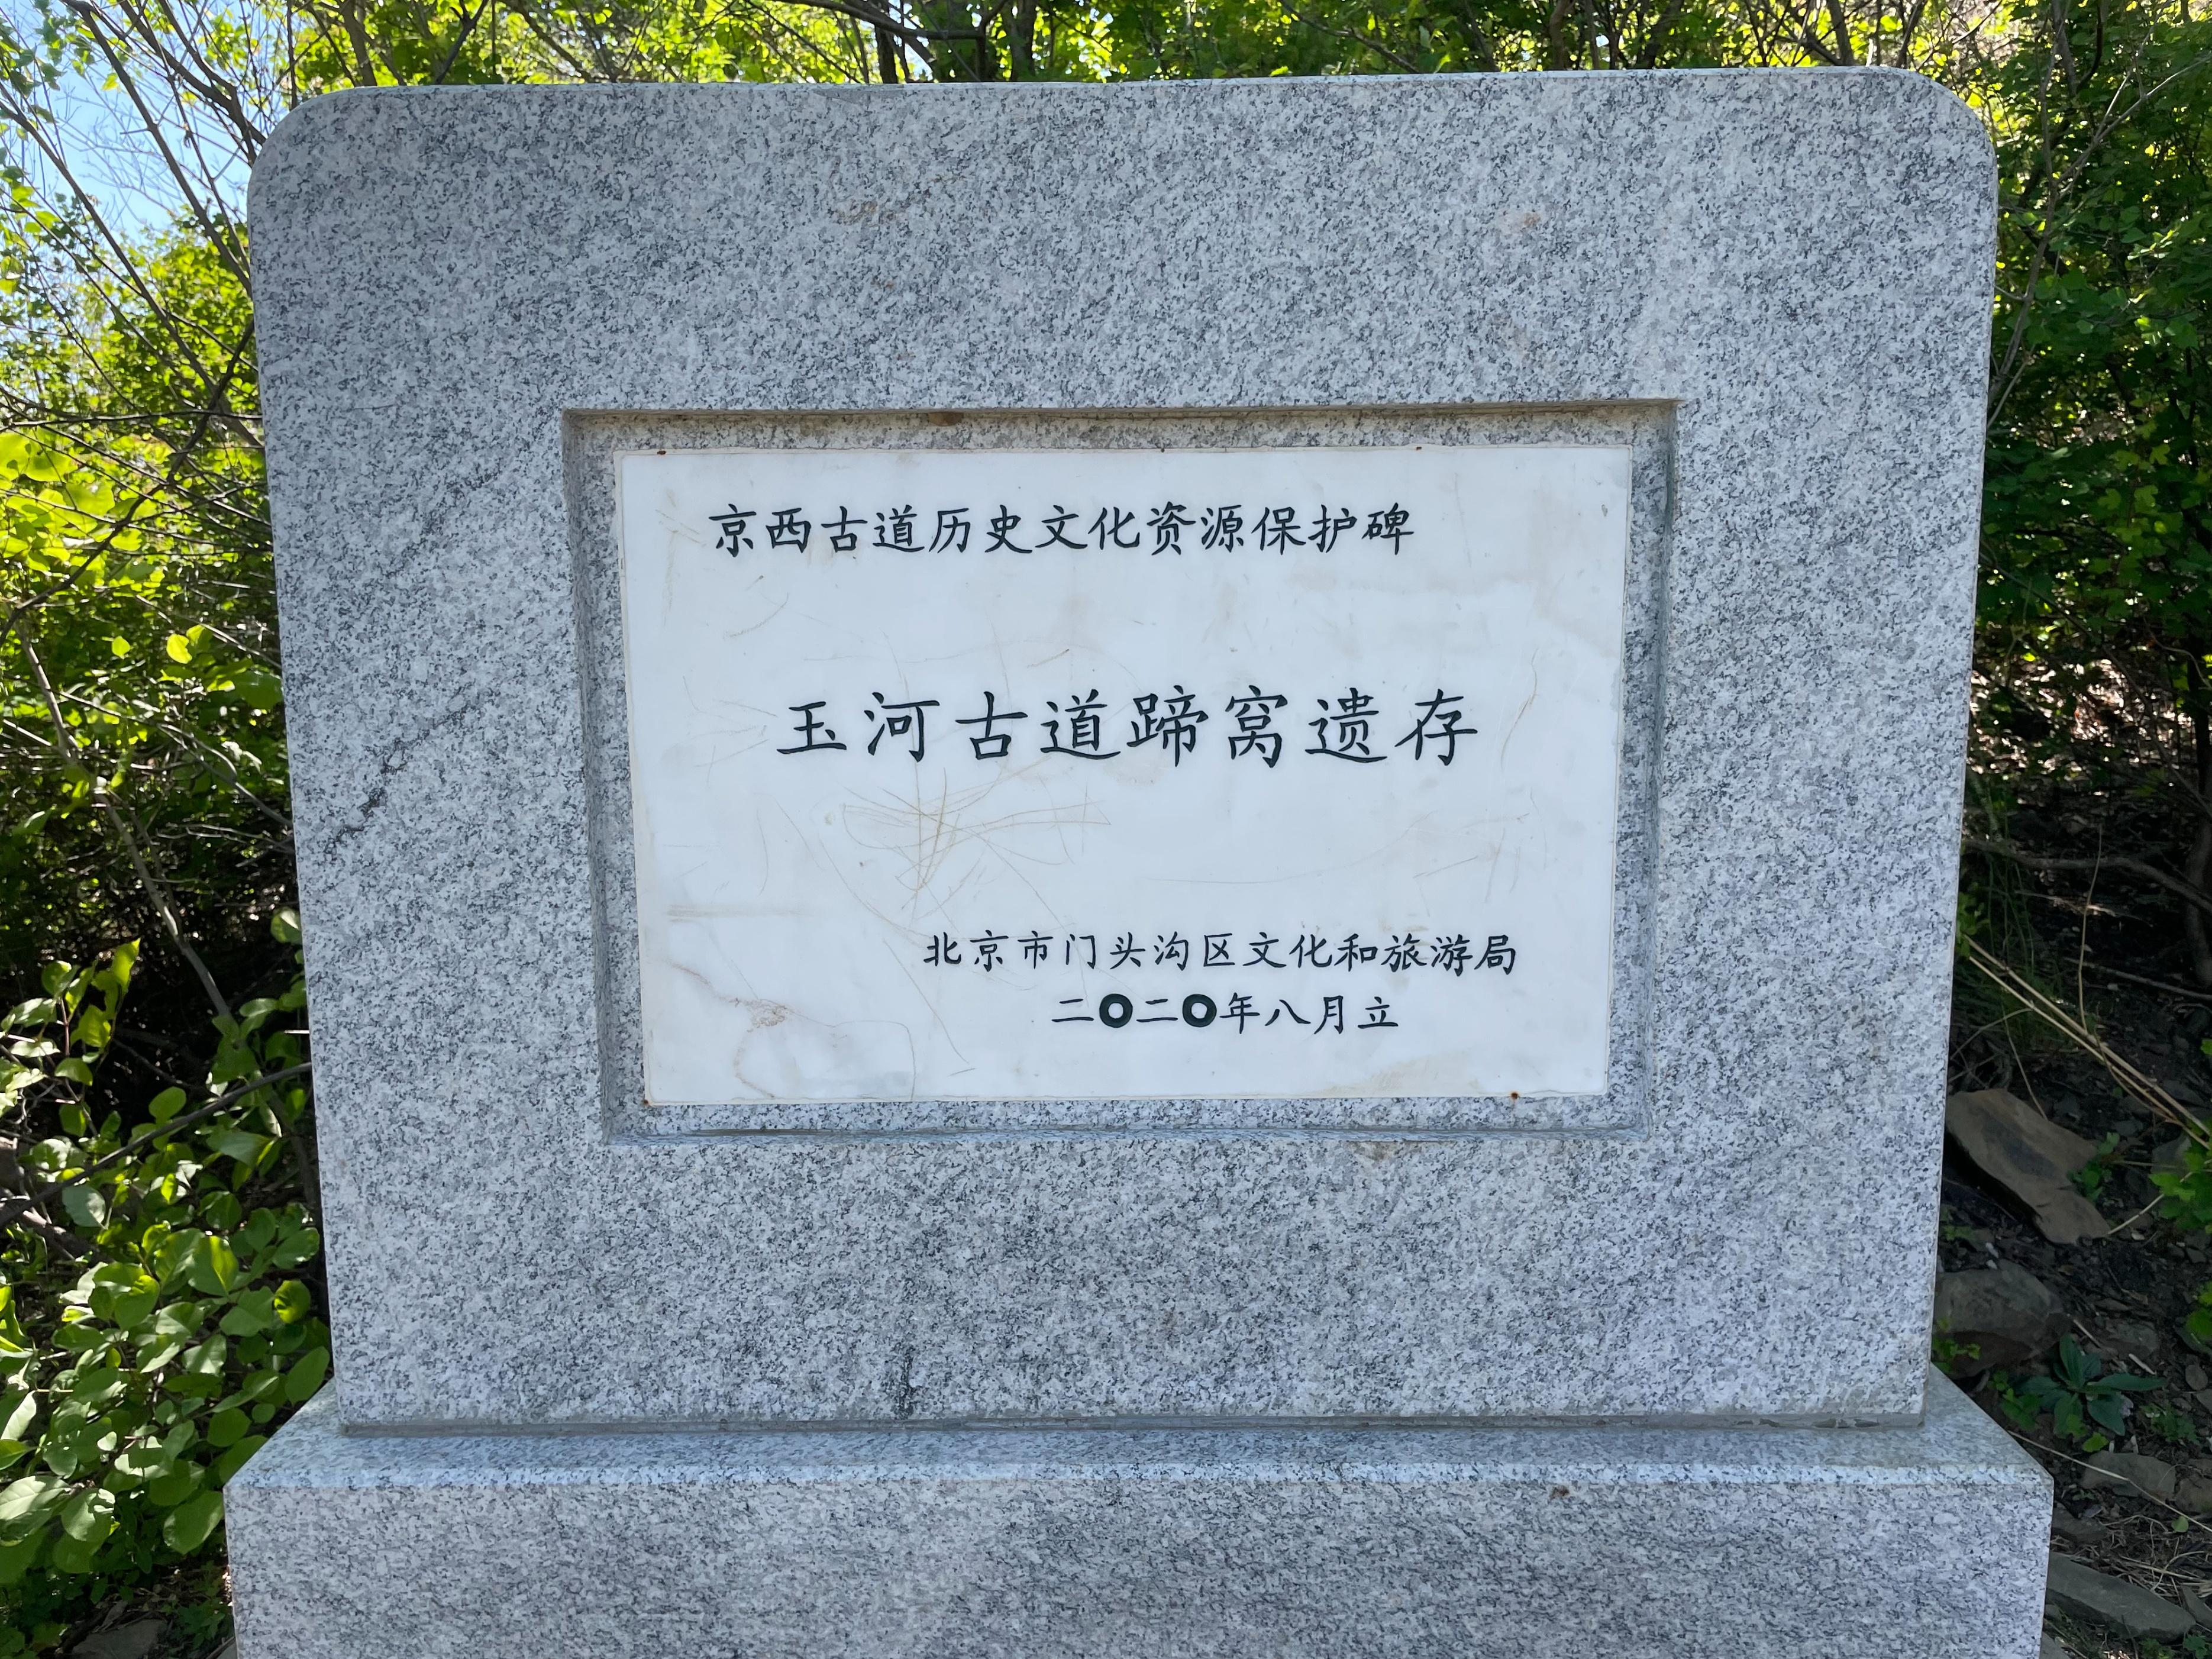 京西古道历史文化资源保护碑
玉河古道蹄窝遗存
北京市门头沟区文化和旅游局
二〇二〇年八月立